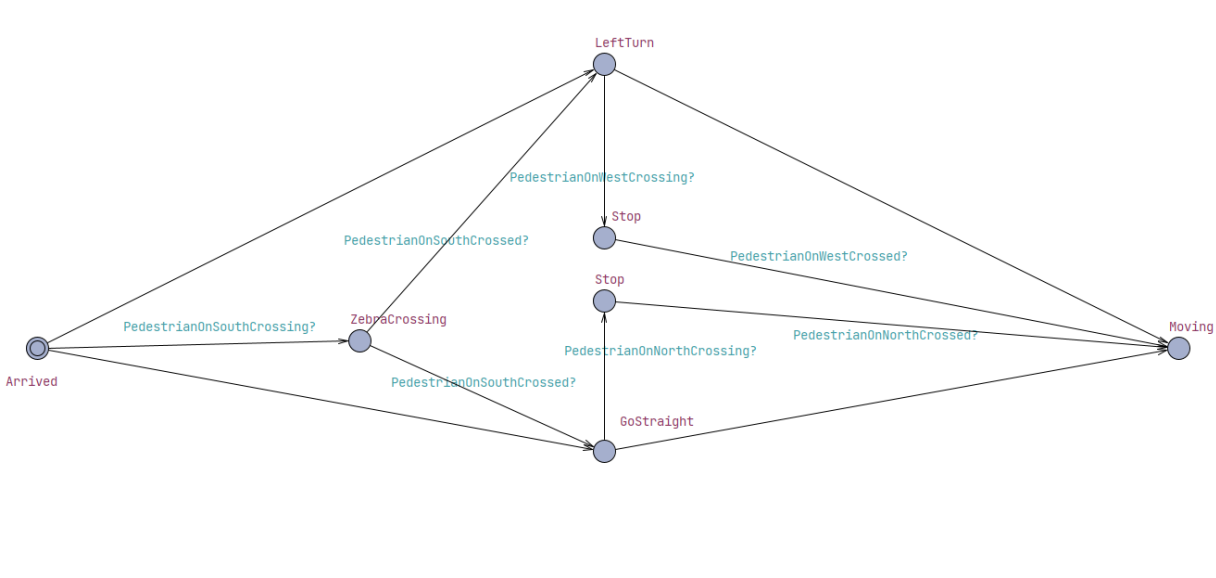 LeftTurn
PedestrianOnWestCrossing?
Stop
PedestrianOnSouthCrossed?
PedestrianOnWestCrossed?
Stop
ZebraCrossing
PedestrianOnSouthCrossing?
Moving
PedestrianOnNorthCrossed?
PedestrianOnNorthCrossing?
Arrived
PedestrianOnSouthCrossed?
GoStraight